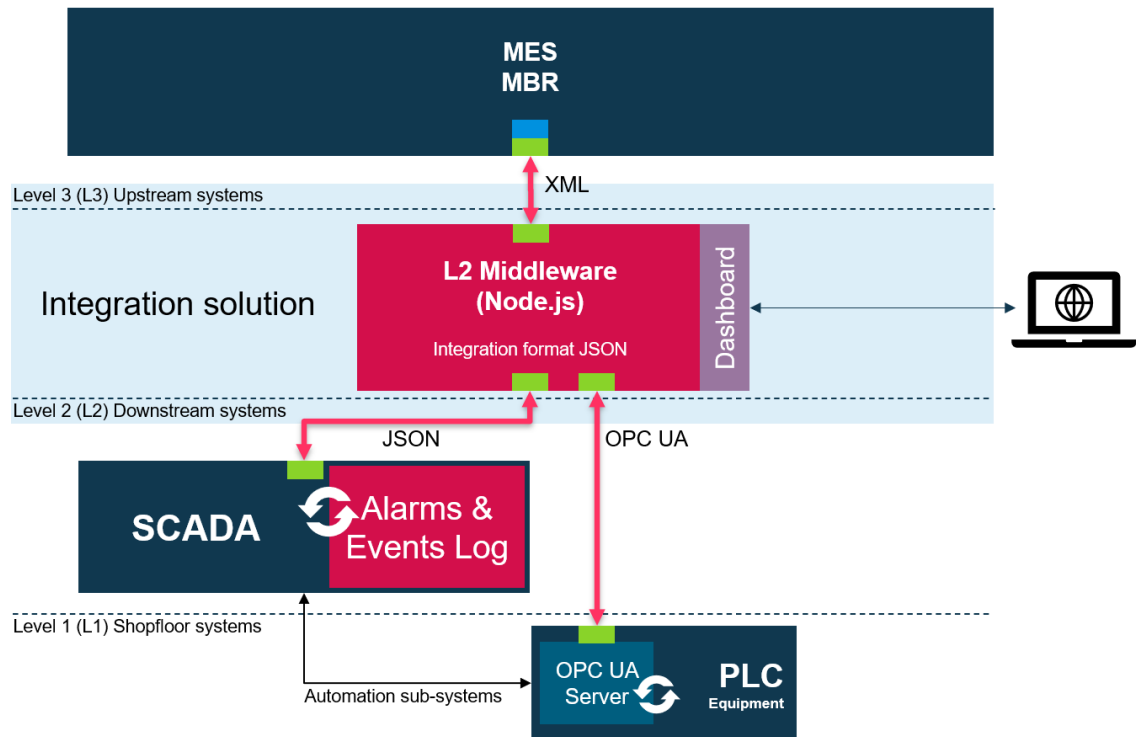 MES
MBR
XML
Level 3 (L3) Upstream systems
L2 Middleware
(Node.js)
Integration format JSON
Dashboard
Integration solution
Level 2 (L2) Downstream systems
JSON
OPC UA
SCADA
Alarms &
Events Log
Level 1 (L1) Shopfloor systems
Automation sub-systems
OPC UA
Server
PLC
Equipment